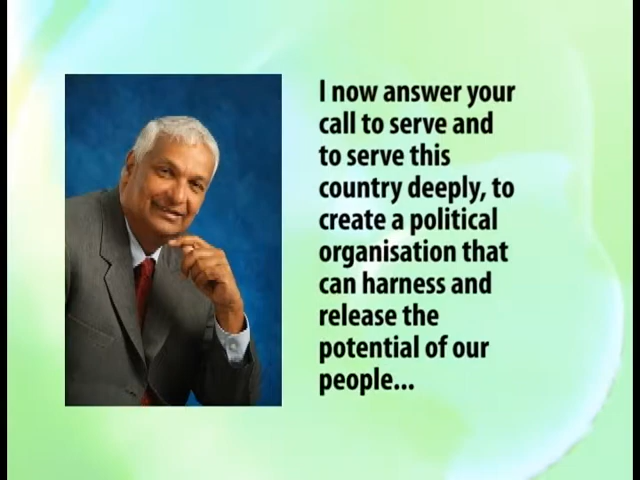 I now answer your
call to serve and
to serve this
country deeply, to
create a political
organisation that
can harness and
release the
potential of our
people...